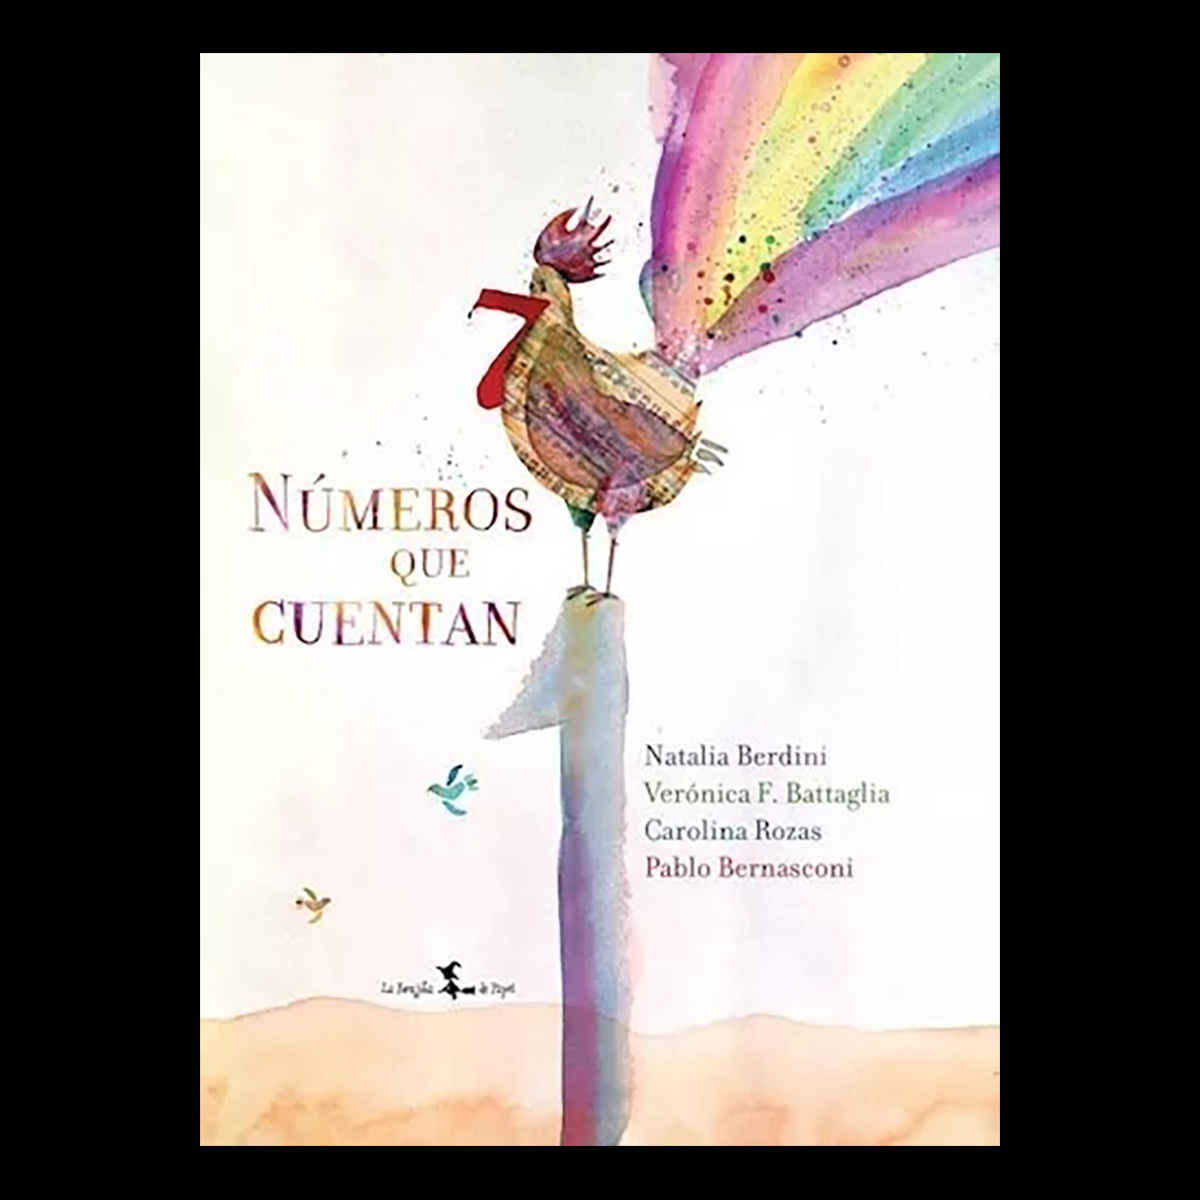 NÚMEROS
QUE
CUENTAN
Natalia Berdini
Verónica F. Battaglia
Carolina Rozas
Pablo Bernasconi
La Brujita de Papel